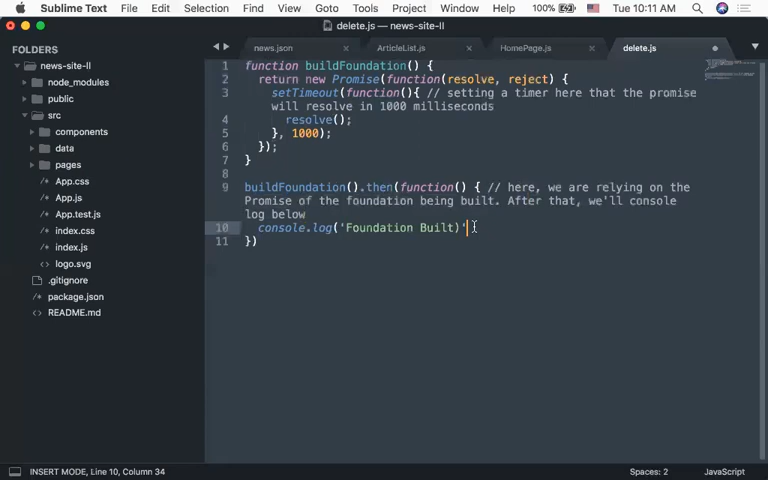 Sublime Text File Edit Selection Find View Goto Tools Project Window Help 100% Tue 10:11 AM
delete.js — news-site-II
FOLDERS
news-site-II
node_modules
public
src
components
data
pages
App.css
App.js
App.test.js
index.css
index.js
logo.svg
.gitignore
package.json
README.md
news.json ArticleList.js HomePage.js delete.js
1 function buildFoundation() {
2 return new Promise(function(resolve, reject) {
3 setTimeout(function(){ // setting a timer here that the promise
will resolve in 1000 milliseconds
4 resolve();
5 }, 1000);
6 });
7 }
8
9 buildFoundation().then(function() { // here, we are relying on the
Promise of the foundation being built. After that, we'll console
log below
10 console.log('Foundation Built)'
11 })
INSERT MODE, Line 10, Column 34 Spaces: 2 JavaScript